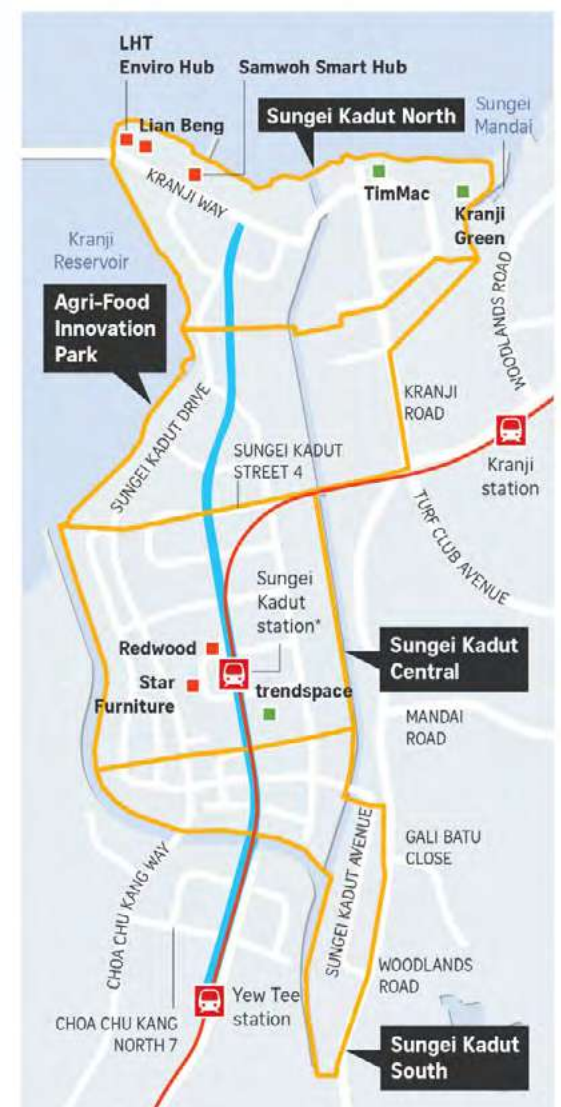 LHT
Enviro Hub
Samwoh Smart Hub
Lian Beng
Sungei Kadut North
Sungei
Mandai
KRANJI WAY
TimMac
Kranji
Green
Kranji
Reservoir
WOODLANDS ROAD
Agri-Food
Innovation
Park
SUNGEI KADUT DRIVE
KRANJI
ROAD
SUNGEI KADUT
STREET 4
Kranji
station
TURF CLUB AVENUE
Sungei
Kadut
station*
Redwood
Sungei Kadut
Central
Star
Furniture
trendspace
MANDAI
ROAD
SUNGEI KADUT AVENUE
GALI BATU
CLOSE
CHOA CHU KANG WAY
WOODLANDS
ROAD
Yew Tee
station
CHOA CHU KANG
NORTH 7
Sungei Kadut
South